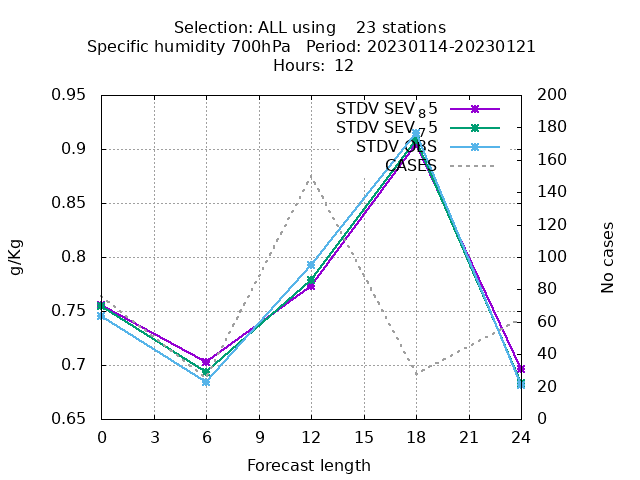 Selection: ALL using    23 stations
Specific humidity 700hPa   Period: 20230114-20230121
Hours:  12
0.95
0.9
0.85
0.8
0.75
0.7
0.65
g/Kg
200
180
160
140
120
100
80
60
40
20
0
No cases
STDV SEV 8 5
STDV SEV 7 5
STDV OBS
CASES
0 3 6 9 12 15 18 21 24
Forecast length